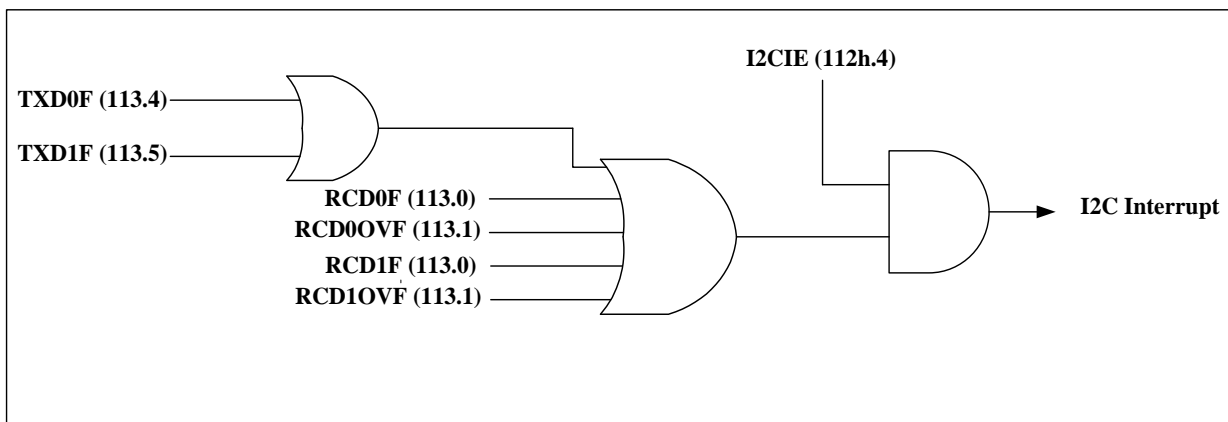 I2CIE (112h.4)
TXD0F (113.4)
TXD1F (113.5)
RCD0F (113.0)
RCD0OVF (113.1)
RCD1F (113.0)
RCD1OVF (113.1)
I2C Interrupt